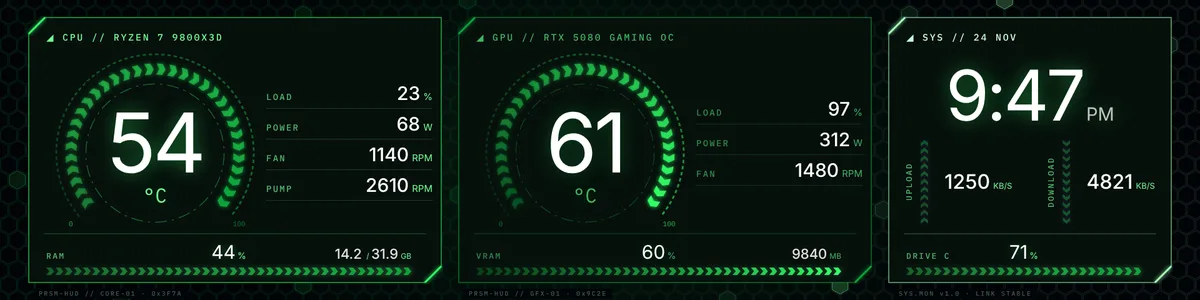 CPU // RYZEN 7 9800X3D
54
°C
0 100
LOAD 23 %
POWER 68 W
FAN 1140 RPM
PUMP 2610 RPM
RAM 44 % 14.2 / 31.9 GB
PRSM-HUD // CORE-01 · 0x3F7A
GPU // RTX 5080 GAMING OC
61
°C
0 100
LOAD 97 %
POWER 312 W
FAN 1480 RPM
VRAM 60 % 9840 MB
PRSM-HUD // GFX-01 · 0x9C2E
SYS // 24 NOV
9:47 PM
UPLOAD 1250 KB/S
DOWNLOAD 4821 KB/S
DRIVE C 71 %
SYS.MON v1.0 · LINK STABLE